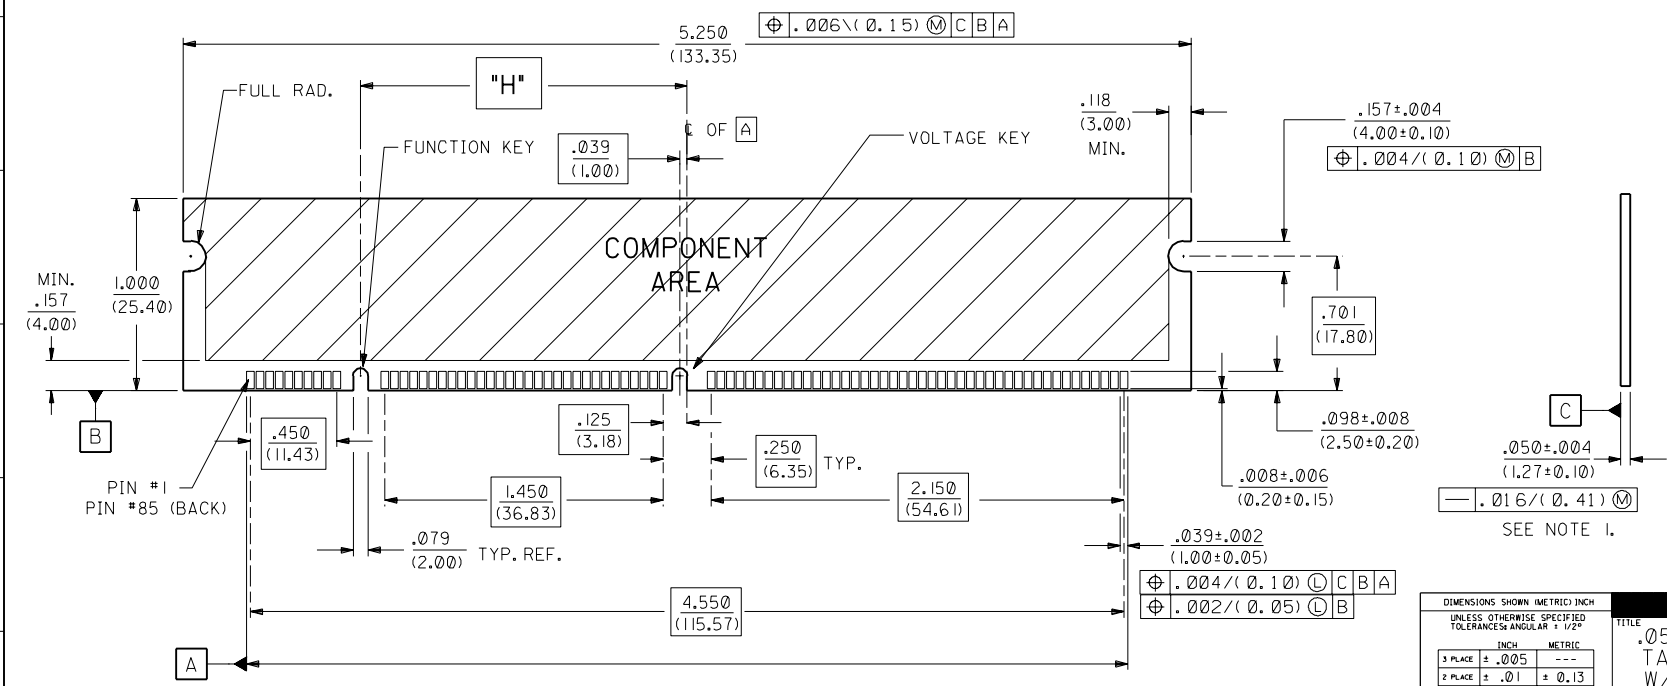 5.250
(133.35)
⌖ .006\(0.15) Ⓜ C B A
"H"
FULL RAD.
℄ OF A
FUNCTION KEY
.039
(1.00)
VOLTAGE KEY
.118
(3.00)
MIN.
.157±.004
(4.00±0.10)
⌖ .004/(0.10) Ⓜ B
COMPONENT
AREA
MIN.
.157
(4.00)
1.000
(25.40)
.701
(17.80)
B
.450
(11.43)
.125
(3.18)
.250
(6.35)
TYP.
.098±.008
(2.50±0.20)
C
.050±.004
(1.27±0.10)
— .016/(0.41) Ⓜ
SEE NOTE 1.
PIN #1
PIN #85 (BACK)
1.450
(36.83)
2.150
(54.61)
.008±.006
(0.20±0.15)
.079
(2.00)
TYP. REF.
.039±.002
(1.00±0.05)
⌖ .004/(0.10) Ⓛ C B A
⌖ .002/(0.05) Ⓛ B
4.550
(115.57)
A
DIMENSIONS SHOWN (METRIC) INCH
UNLESS OTHERWISE SPECIFIED
TOLERANCES: ANGULAR ± 1/2°
INCH METRIC
3 PLACE ± .005 ---
2 PLACE ± .01 ± 0.13
TITLE
.05
TA
W/